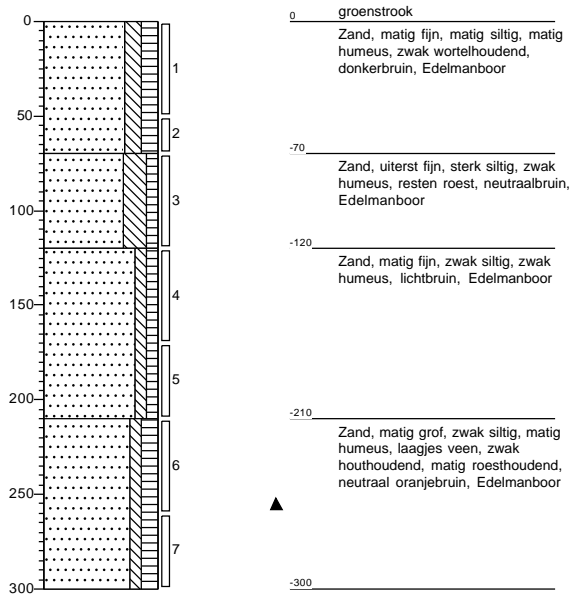 0
50
100
150
200
250
300
1
2
3
4
5
6
7
groenstrook
0
Zand, matig fijn, matig siltig, matig
humeus, zwak wortelhoudend,
donkerbruin, Edelmanboor
-70
Zand, uiterst fijn, sterk siltig, zwak
humeus, resten roest, neutraalbruin,
Edelmanboor
-120
Zand, matig fijn, zwak siltig, zwak
humeus, lichtbruin, Edelmanboor
-210
Zand, matig grof, zwak siltig, matig
humeus, laagjes veen, zwak
houthoudend, matig roesthoudend,
neutraal oranjebruin, Edelmanboor
-300